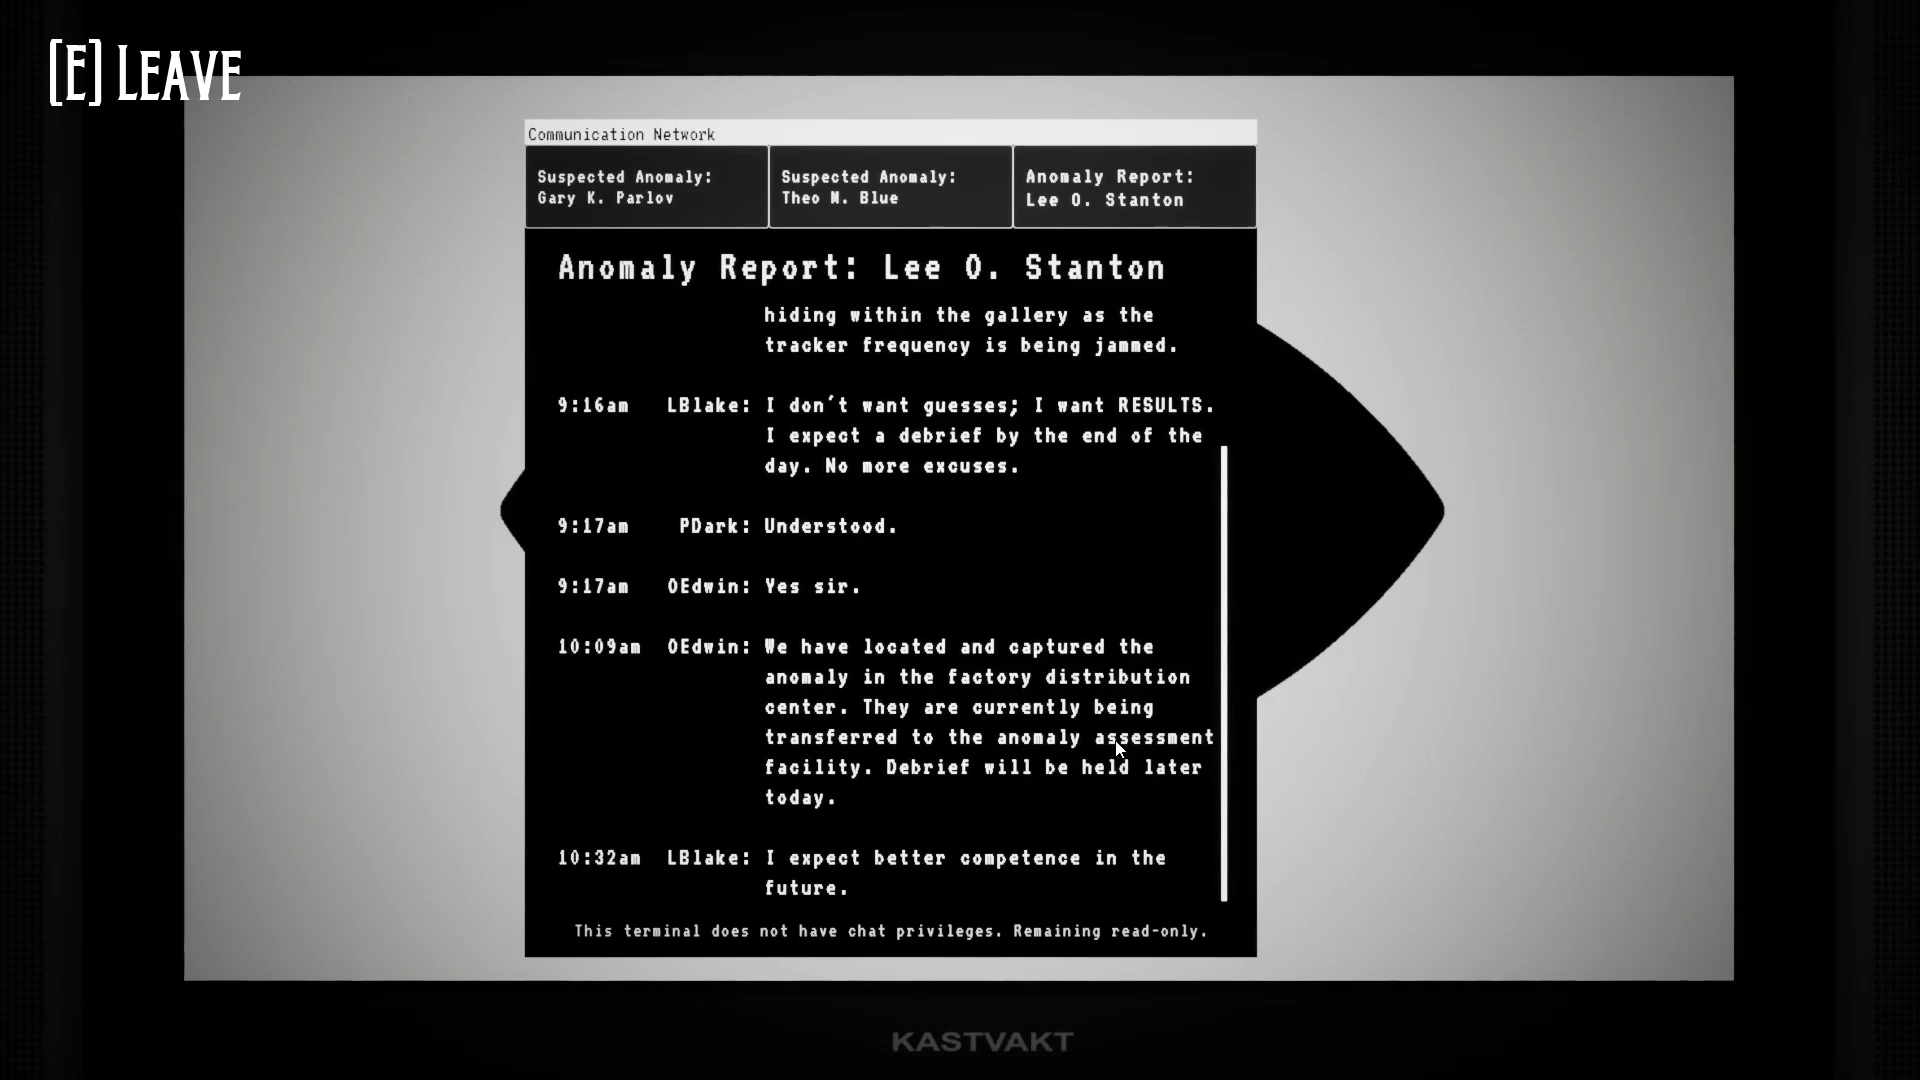 [E] LEAVE
Communication Network
Suspected Anomaly:
Gary K. Parlov
Suspected Anomaly:
Theo M. Blue
Anomaly Report:
Lee O. Stanton
Anomaly Report: Lee O. Stanton
hiding within the gallery as the
tracker frequency is being jammed.
9:16am LBlake: I don't want guesses; I want RESULTS.
I expect a debrief by the end of the
day. No more excuses.
9:17am PDark: Understood.
9:17am OEdwin: Yes sir.
10:09am OEdwin: We have located and captured the
anomaly in the factory distribution
center. They are currently being
transferred to the anomaly assessment
facility. Debrief will be held later
today.
10:32am LBlake: I expect better competence in the
future.
This terminal does not have chat privileges. Remaining read-only.
KASTVAKT